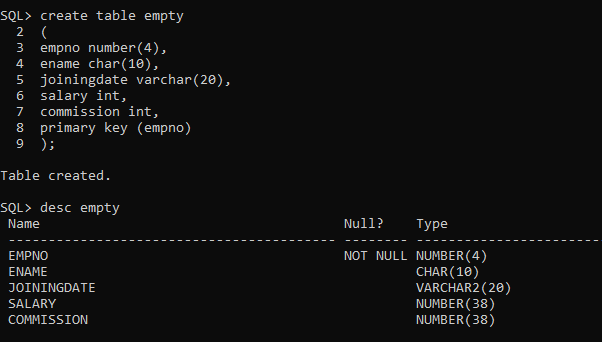 SQL> create table empty
  2  (
  3  empno number(4),
  4  ename char(10),
  5  joiningdate varchar(20),
  6  salary int,
  7  commission int,
  8  primary key (empno)
  9  );
Table created.
SQL> desc empty
 Name                                      Null?    Type
 ----------------------------------------- -------- -----------------------
 EMPNO                                     NOT NULL NUMBER(4)
 ENAME                                              CHAR(10)
 JOININGDATE                                        VARCHAR2(20)
 SALARY                                             NUMBER(38)
 COMMISSION                                         NUMBER(38)